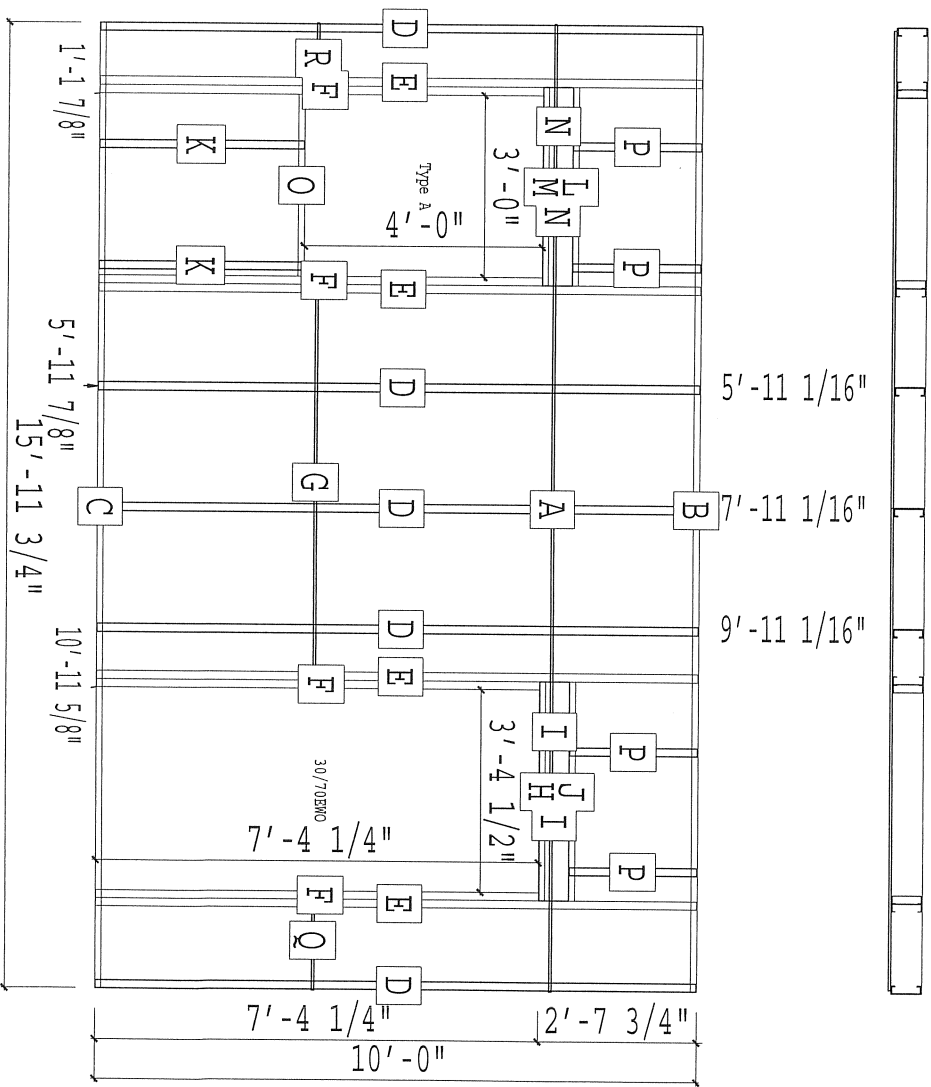 D
R
F
E
1'-1 7/8"
K
N
P
O
Type A
3'-0"
L
M
N
4'-0"
K
F
E
P
5'-11 7/8"
D
5'-11 1/16"
15'-11 3/4"
C
G
D
A
B
7'-11 1/16"
D
9'-11 1/16"
10'-11 5/8"
F
E
I
P
30/70EWO
3'-4 1/2"
J
H
I
7'-4 1/4"
P
F
E
Q
D
7'-4 1/4"
2'-7 3/4"
10'-0"